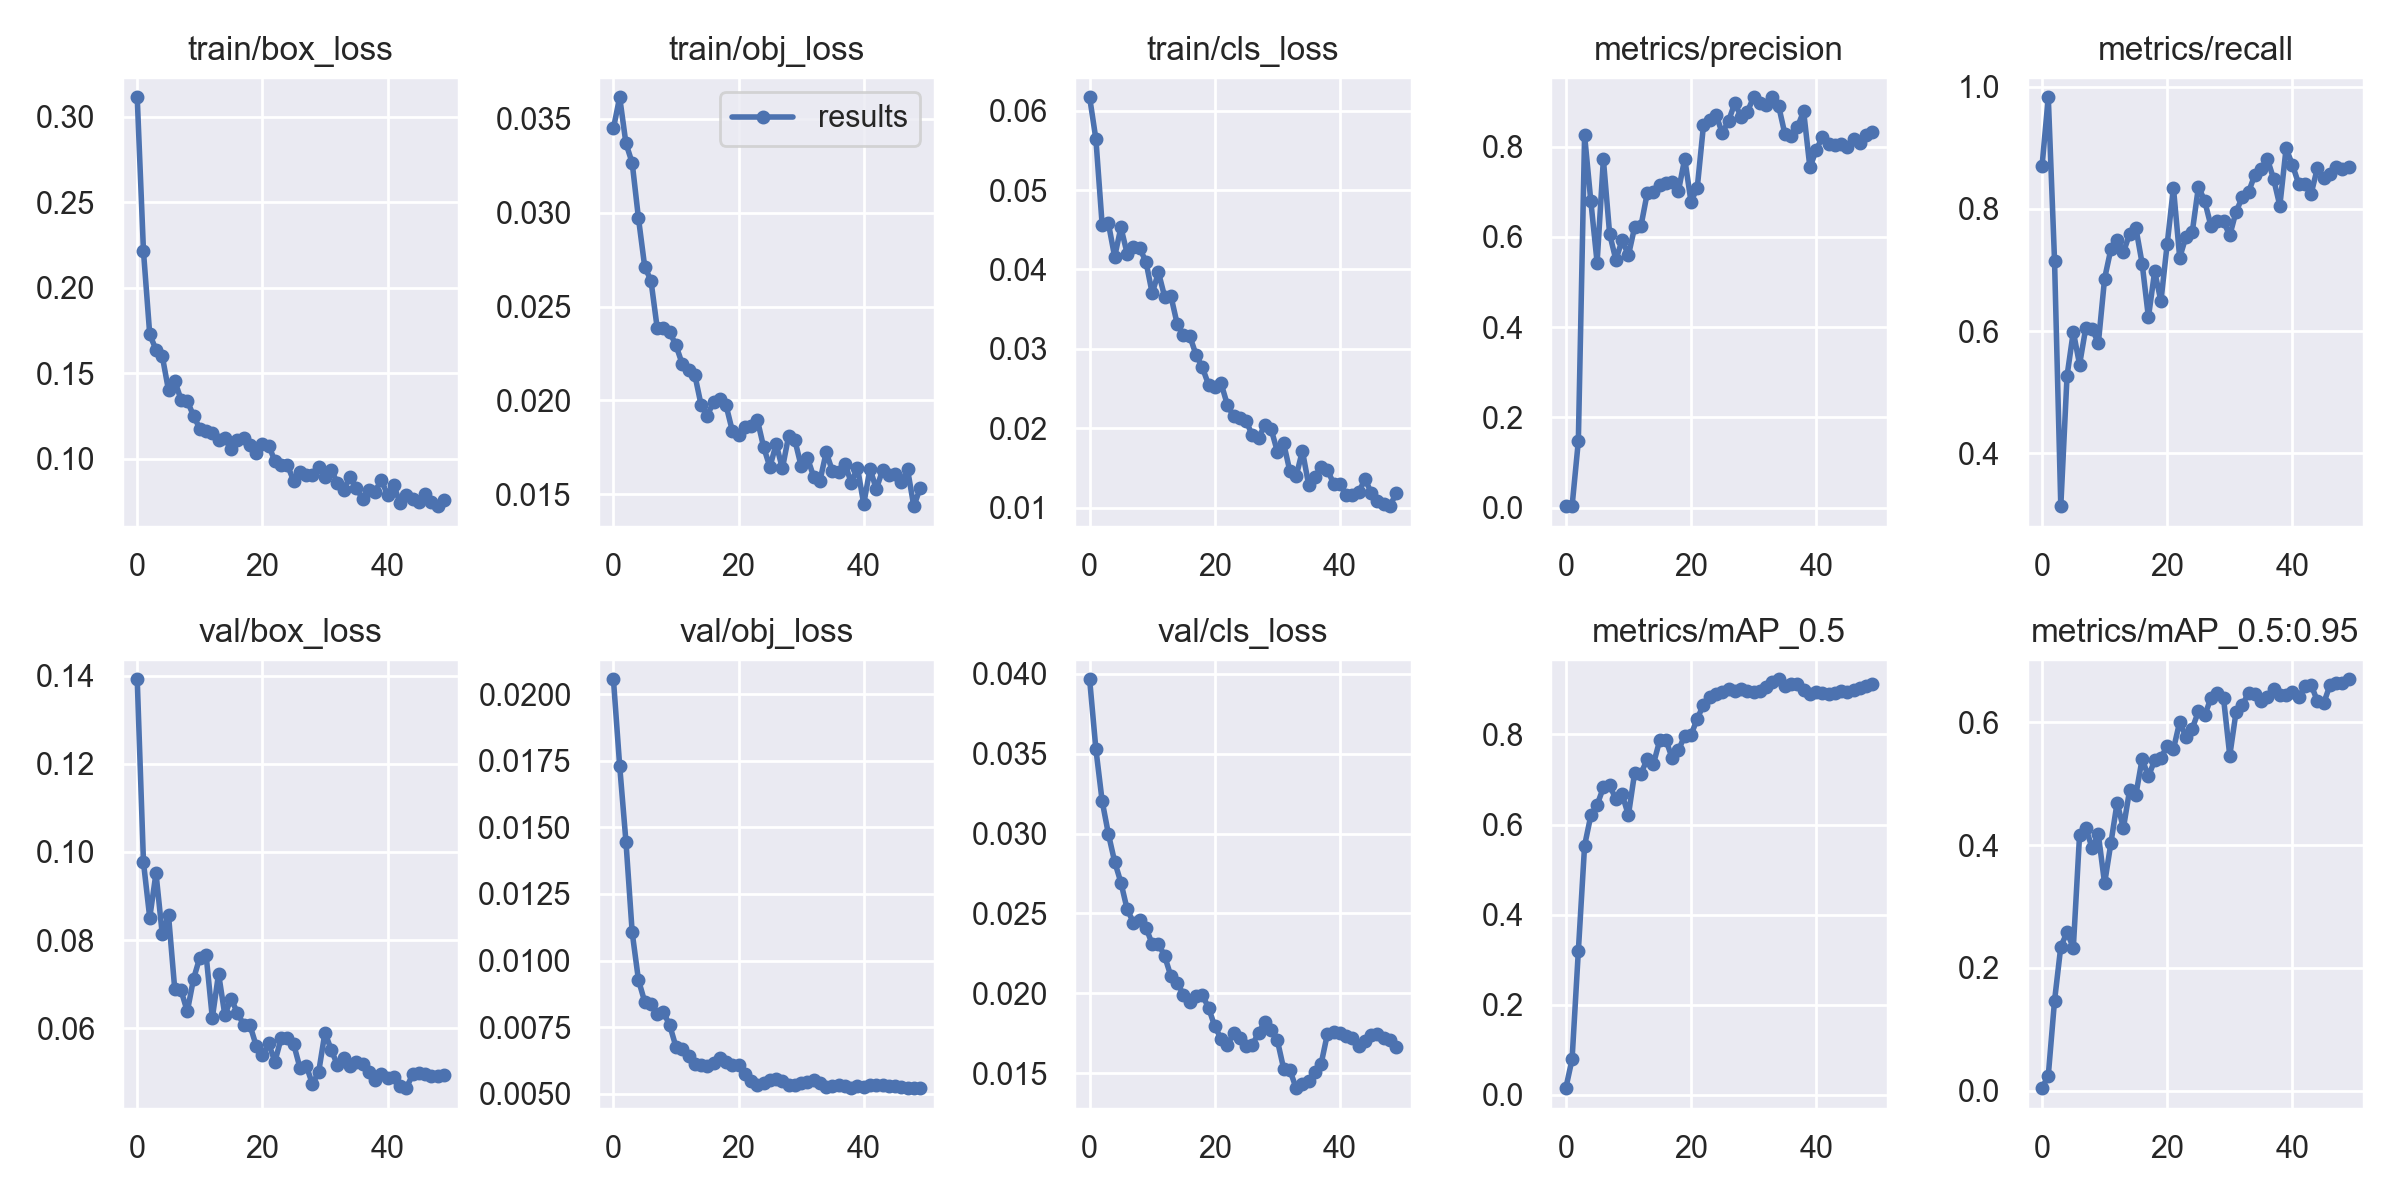 train/box_loss
0.30
0.25
0.20
0.15
0.10
0 20 40
train/obj_loss
results
0.035
0.030
0.025
0.020
0.015
0 20 40
train/cls_loss
0.06
0.05
0.04
0.03
0.02
0.01
0 20 40
metrics/precision
0.8
0.6
0.4
0.2
0.0
0 20 40
metrics/recall
1.0
0.8
0.6
0.4
0 20 40
val/box_loss
0.14
0.12
0.10
0.08
0.06
0 20 40
val/obj_loss
0.0200
0.0175
0.0150
0.0125
0.0100
0.0075
0.0050
0 20 40
val/cls_loss
0.040
0.035
0.030
0.025
0.020
0.015
0 20 40
metrics/mAP_0.5
0.8
0.6
0.4
0.2
0.0
0 20 40
metrics/mAP_0.5:0.95
0.6
0.4
0.2
0.0
0 20 40